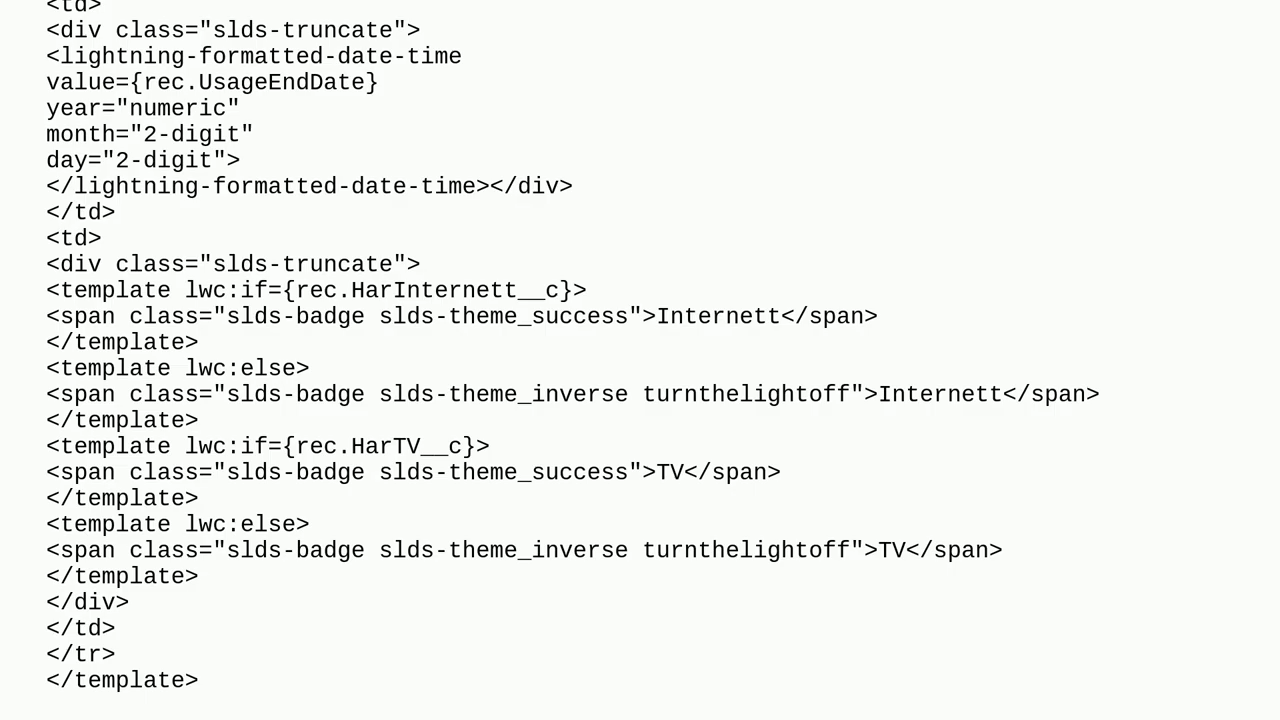 <td>
<div class="slds-truncate">
<lightning-formatted-date-time
value={rec.UsageEndDate}
year="numeric"
month="2-digit"
day="2-digit">
</lightning-formatted-date-time></div>
</td>
<td>
<div class="slds-truncate">
<template lwc:if={rec.HarInternett__c}>
<span class="slds-badge slds-theme_success">Internett</span>
</template>
<template lwc:else>
<span class="slds-badge slds-theme_inverse turnthelightoff">Internett</span>
</template>
<template lwc:if={rec.HarTV__c}>
<span class="slds-badge slds-theme_success">TV</span>
</template>
<template lwc:else>
<span class="slds-badge slds-theme_inverse turnthelightoff">TV</span>
</template>
</div>
</td>
</tr>
</template>